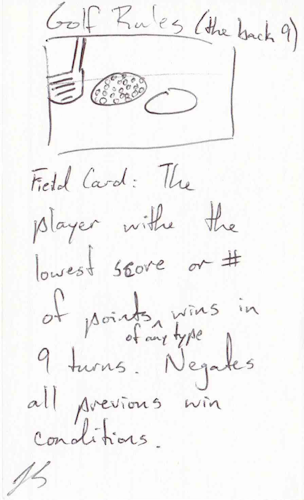 Golf Rules (the back 9)
Field Card: The
player withe the
lowest score or #
of points ^ wins in
of any type
9 turns. Negates
all previous win
conditions.